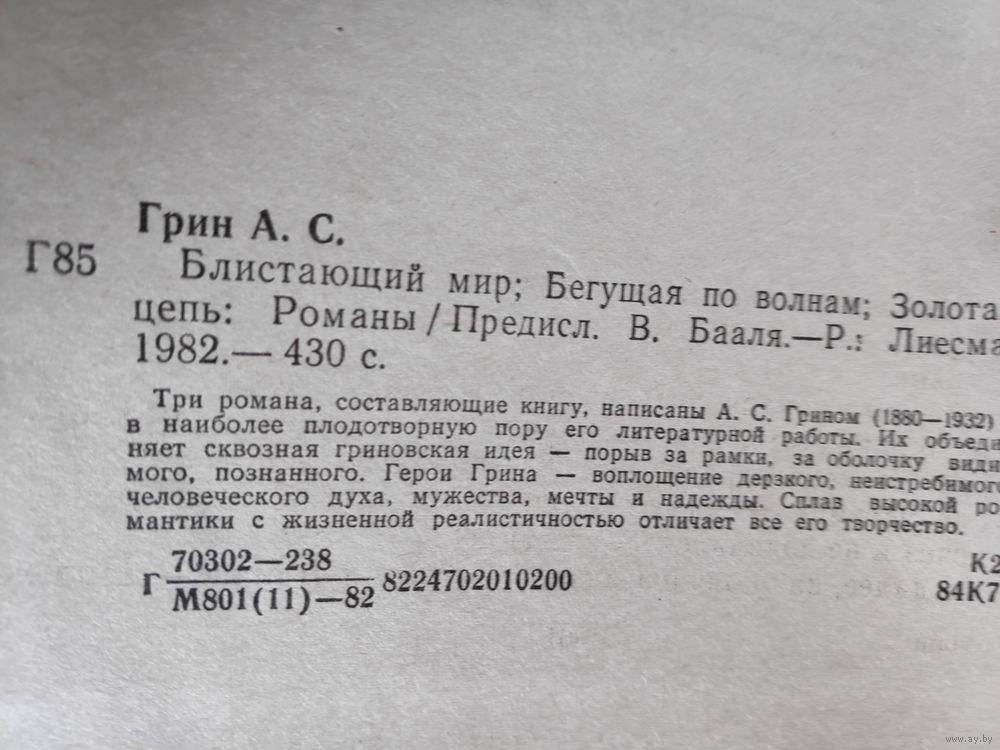 Грин А. С.
Г85
Блистающий мир; Бегущая по волнам; Золота
цепь: Романы / Предисл. В. Бааля.—Р.: Лиесма
1982.— 430 с.
Три романа, составляющие книгу, написаны А. С. Грином (1880—1932)
в наиболее плодотворную пору его литературной работы. Их объеди
няет сквозная гриновская идея — порыв за рамки, за оболочку види
мого, познанного. Герои Грина — воплощение дерзкого, неистребимого
человеческого духа, мужества, мечты и надежды. Сплав высокой ро
мантики с жизненной реалистичностью отличает все его творчество.
Г 70302—238
М801(11)—82 8224702010200
К2
84К7
www.ay.by